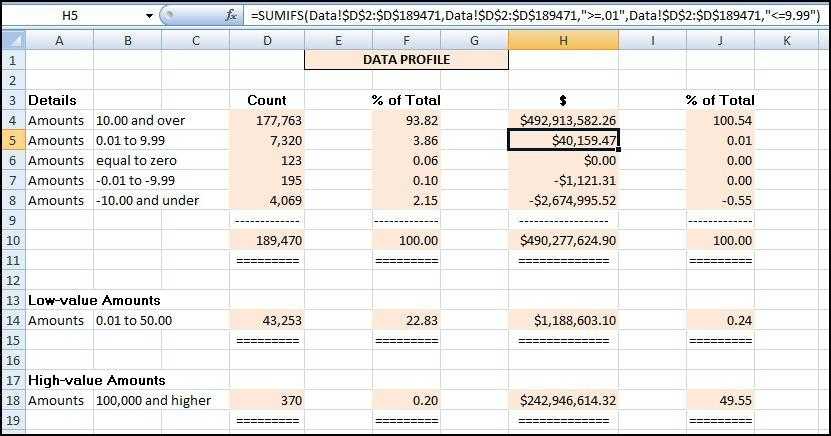 H5 fx =SUMIFS(Data!$D$2:$D$189471,Data!$D$2:$D$189471,">=.01",Data!$D$2:$D$189471,"<=9.99")
A B C D E F G H I J K
1 DATA PROFILE
2
3 Details Count % of Total $ % of Total
4 Amounts 10.00 and over 177,763 93.82 $492,913,582.26 100.54
5 Amounts 0.01 to 9.99 7,320 3.86 $40,159.47 0.01
6 Amounts equal to zero 123 0.06 $0.00 0.00
7 Amounts -0.01 to -9.99 195 0.10 -$1,121.31 0.00
8 Amounts -10.00 and under 4,069 2.15 -$2,674,995.52 -0.55
9 ------------- ------------- ------------------ -------------
10 189,470 100.00 $490,277,624.90 100.00
11 ========= ========= ============= =========
12
13 Low-value Amounts
14 Amounts 0.01 to 50.00 43,253 22.83 $1,188,603.10 0.24
15 ========= ========= ============= =========
16
17 High-value Amounts
18 Amounts 100,000 and higher 370 0.20 $242,946,614.32 49.55
19 ========= ========= ============= =========